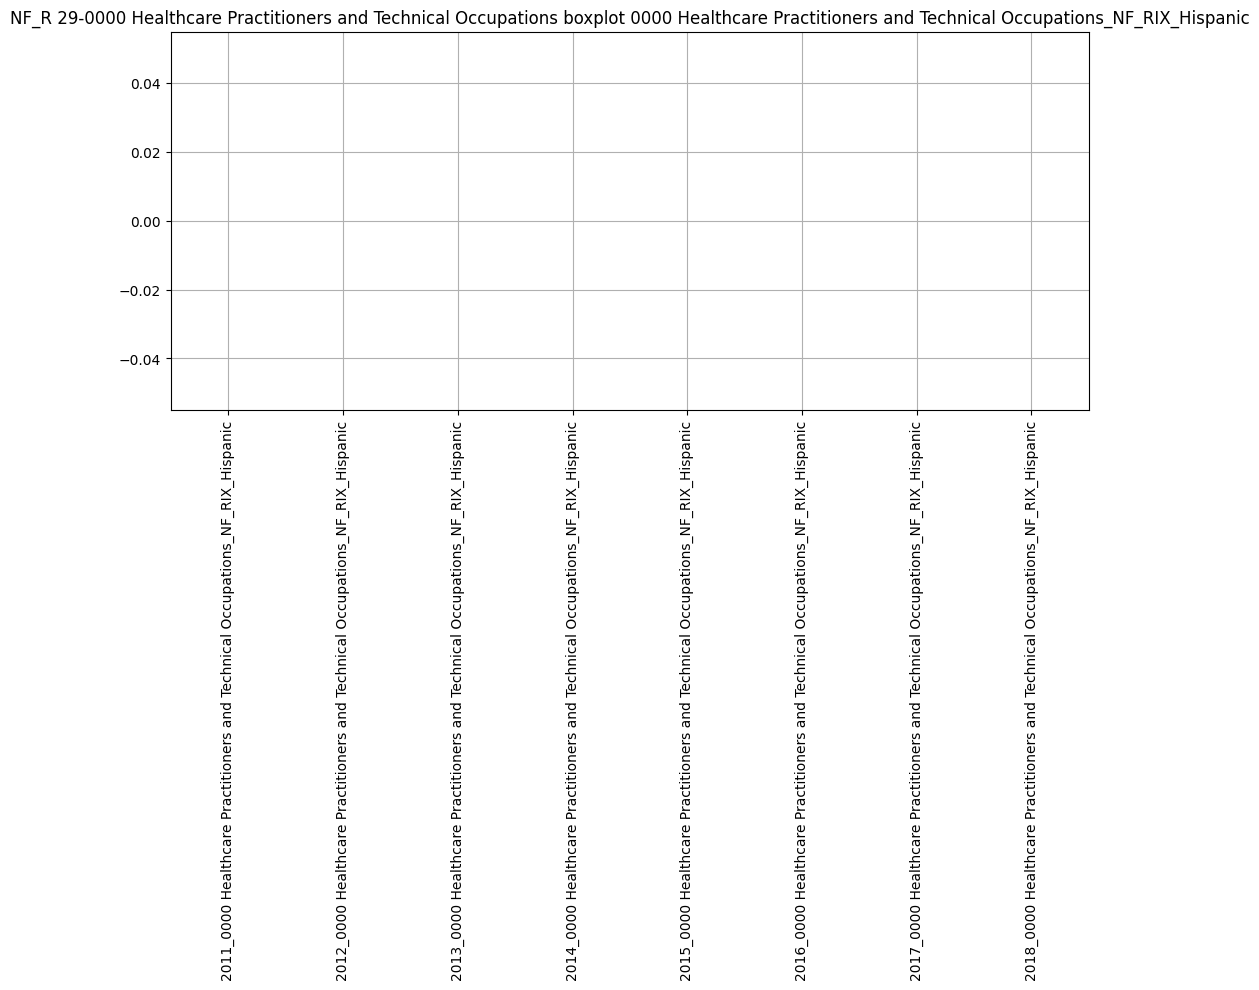 NF_R 29-0000 Healthcare Practitioners and Technical Occupations boxplot 0000 Healthcare Practitioners and Technical Occupations_NF_RIX_Hispanic
0.04
0.02
0.00
−0.02
−0.04
2011_0000 Healthcare Practitioners and Technical Occupations_NF_RIX_Hispanic
2012_0000 Healthcare Practitioners and Technical Occupations_NF_RIX_Hispanic
2013_0000 Healthcare Practitioners and Technical Occupations_NF_RIX_Hispanic
2014_0000 Healthcare Practitioners and Technical Occupations_NF_RIX_Hispanic
2015_0000 Healthcare Practitioners and Technical Occupations_NF_RIX_Hispanic
2016_0000 Healthcare Practitioners and Technical Occupations_NF_RIX_Hispanic
2017_0000 Healthcare Practitioners and Technical Occupations_NF_RIX_Hispanic
2018_0000 Healthcare Practitioners and Technical Occupations_NF_RIX_Hispanic